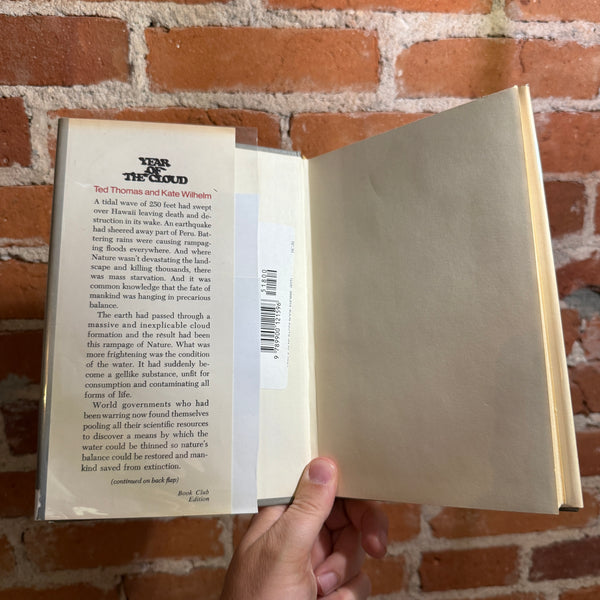 YEAR
OF
THE CLOUD
Ted Thomas and Kate Wilhelm
A tidal wave of 250 feet had swept
over Hawaii leaving death and de-
struction in its wake. An earthquake
had sheered away part of Peru. Bat-
tering rains were causing rampag-
ing floods everywhere. And where
Nature wasn't devastating the land-
scape and killing thousands, there
was mass starvation. And it was
common knowledge that the fate of
mankind was hanging in precarious
balance.
The earth had passed through a
massive and inexplicable cloud
formation and the result had been
this rampage of Nature. What was
more frightening was the condition
of the water. It had suddenly be-
come a gellike substance, unfit for
consumption and contaminating all
forms of life.
World governments who had
been warring now found themselves
pooling all their scientific resources
to discover a means by which the
water could be thinned so nature's
balance could be restored and man-
kind saved from extinction.
(continued on back flap)
Book Club
Edition
51800
9 789900 121596